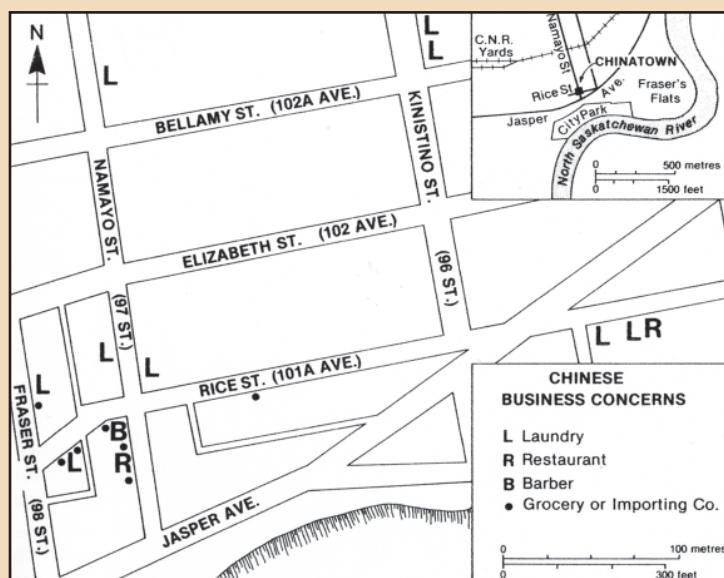 N
L
L
L
BELLAMY ST. (102A AVE.)
NAMAYO ST.
KINISTINO ST.
ELIZABETH ST. (102 AVE.)
(97 ST.)
(96 ST.)
L
L
L
L
L R
RICE ST. (101A AVE.)
FRASER ST.
(98 ST.)
B
L
R
JASPER AVE.
C.N.R.
YARDS
Namayo St
CHINATOWN
Rice St.
Ave.
Fraser's
Flats
Jasper
City Park
North Saskatchewan River
0 500 metres
0 1500 feet
CHINESE
BUSINESS CONCERNS
L Laundry
R Restaurant
B Barber
• Grocery or Importing Co.
0 100 metres
0 300 feet